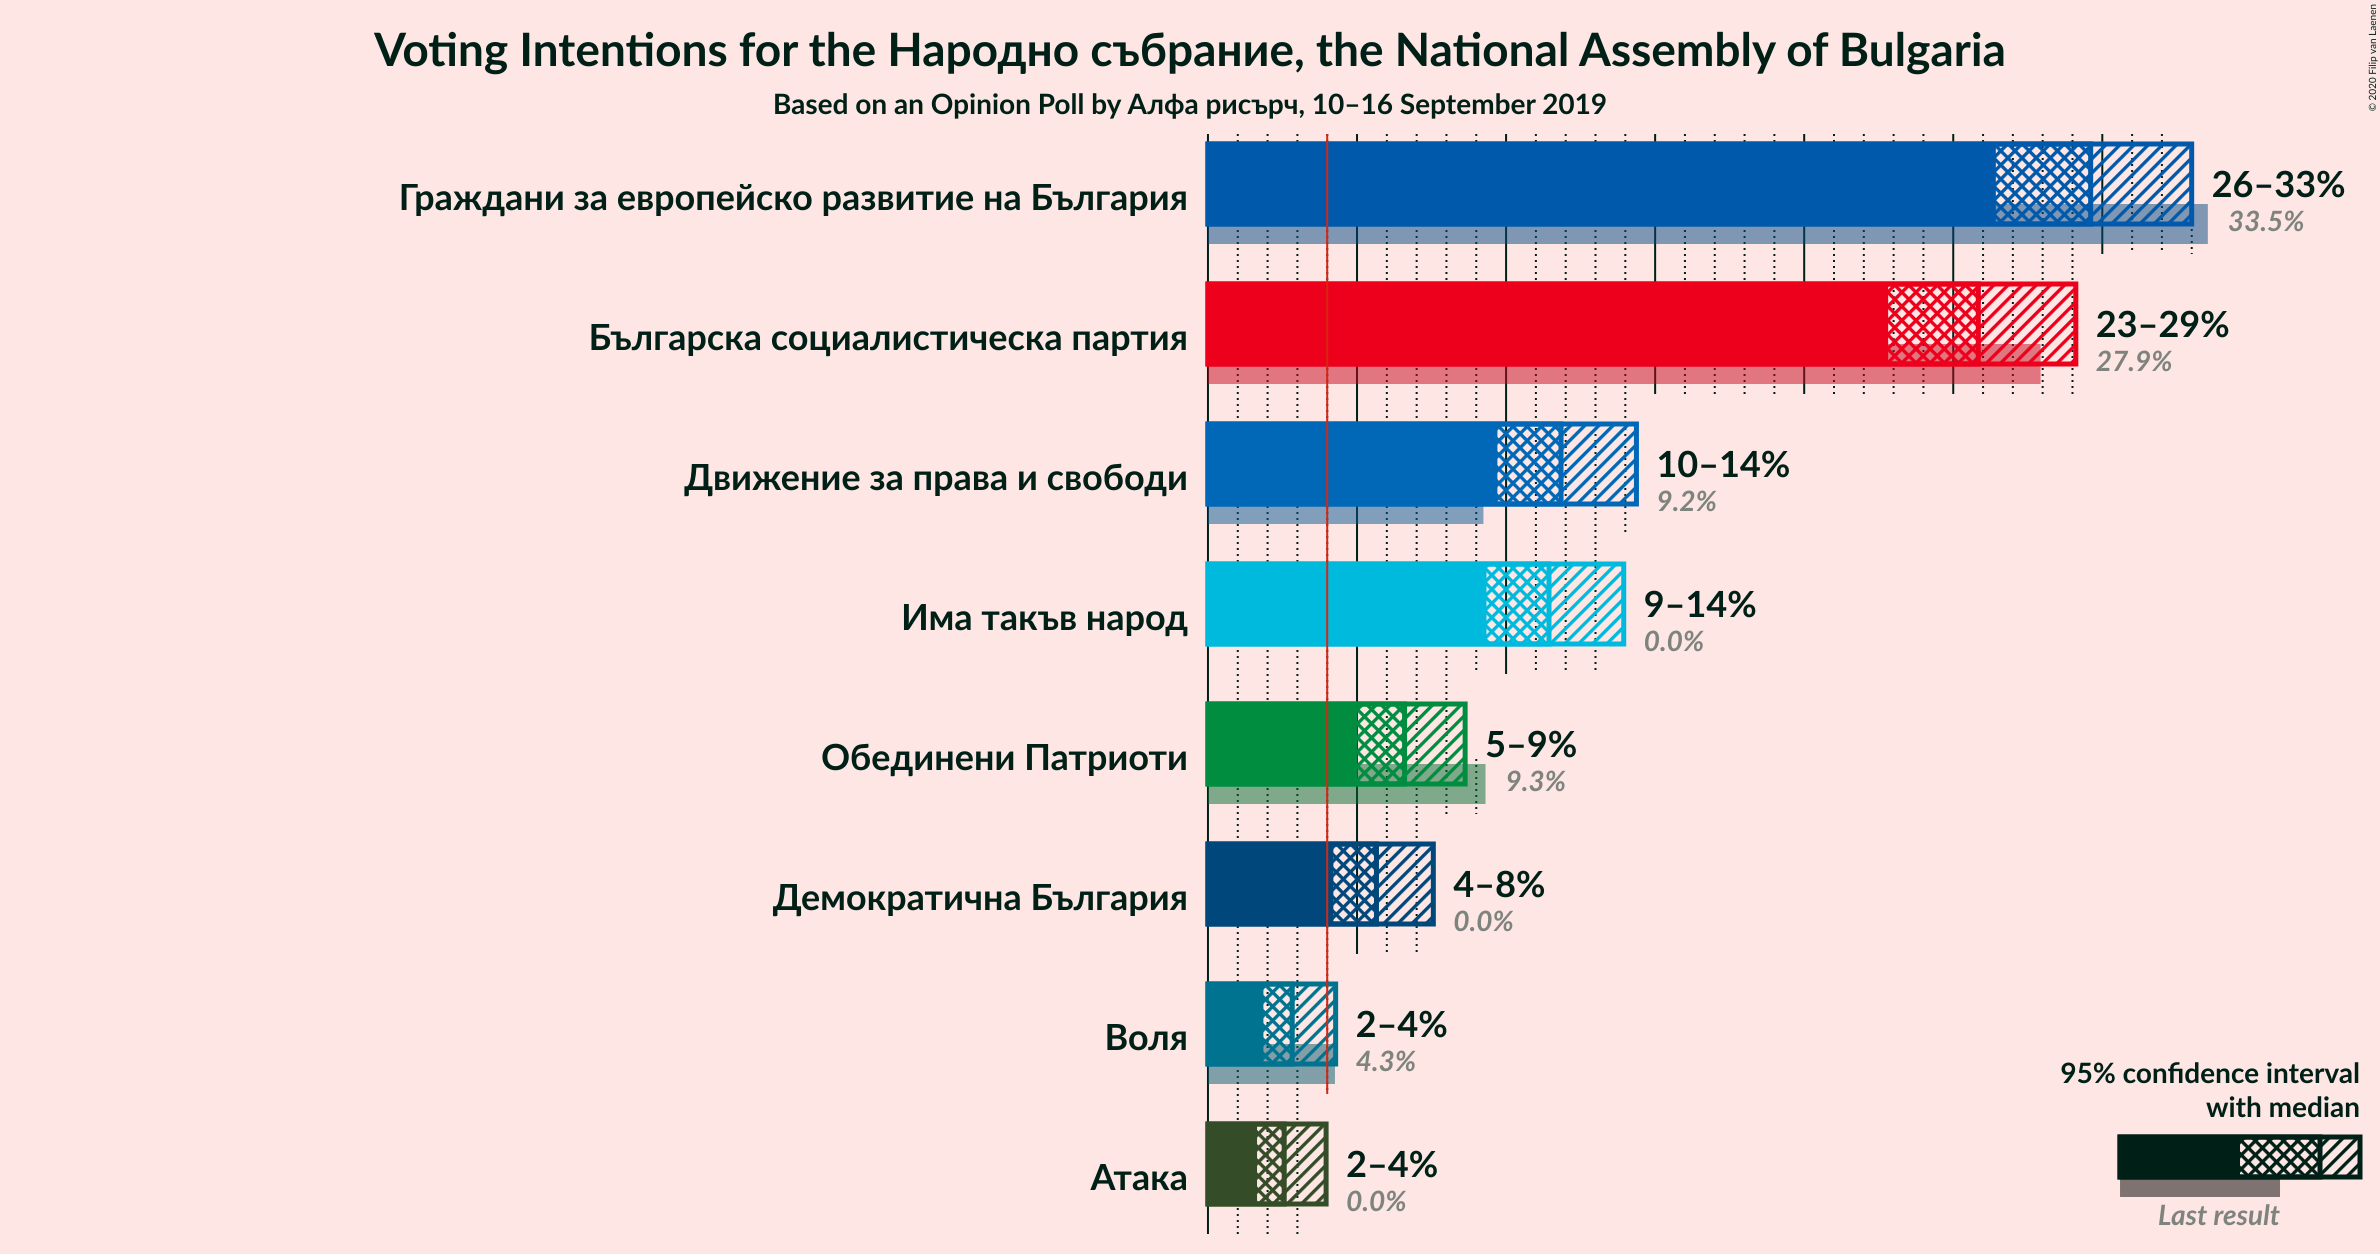 Voting Intentions for the Народно събрание, the National Assembly of Bulgaria
Based on an Opinion Poll by Алфа рисърч, 10–16 September 2019
© 2020 Filip van Laenen
Граждани за европейско развитие на България
26–33%
33.5%
Българска социалистическа партия
23–29%
27.9%
Движение за права и свободи
10–14%
9.2%
Има такъв народ
9–14%
0.0%
Обединени Патриоти
5–9%
9.3%
Демократична България
4–8%
0.0%
Воля
2–4%
4.3%
Атака
2–4%
0.0%
95% confidence interval
with median
Last result